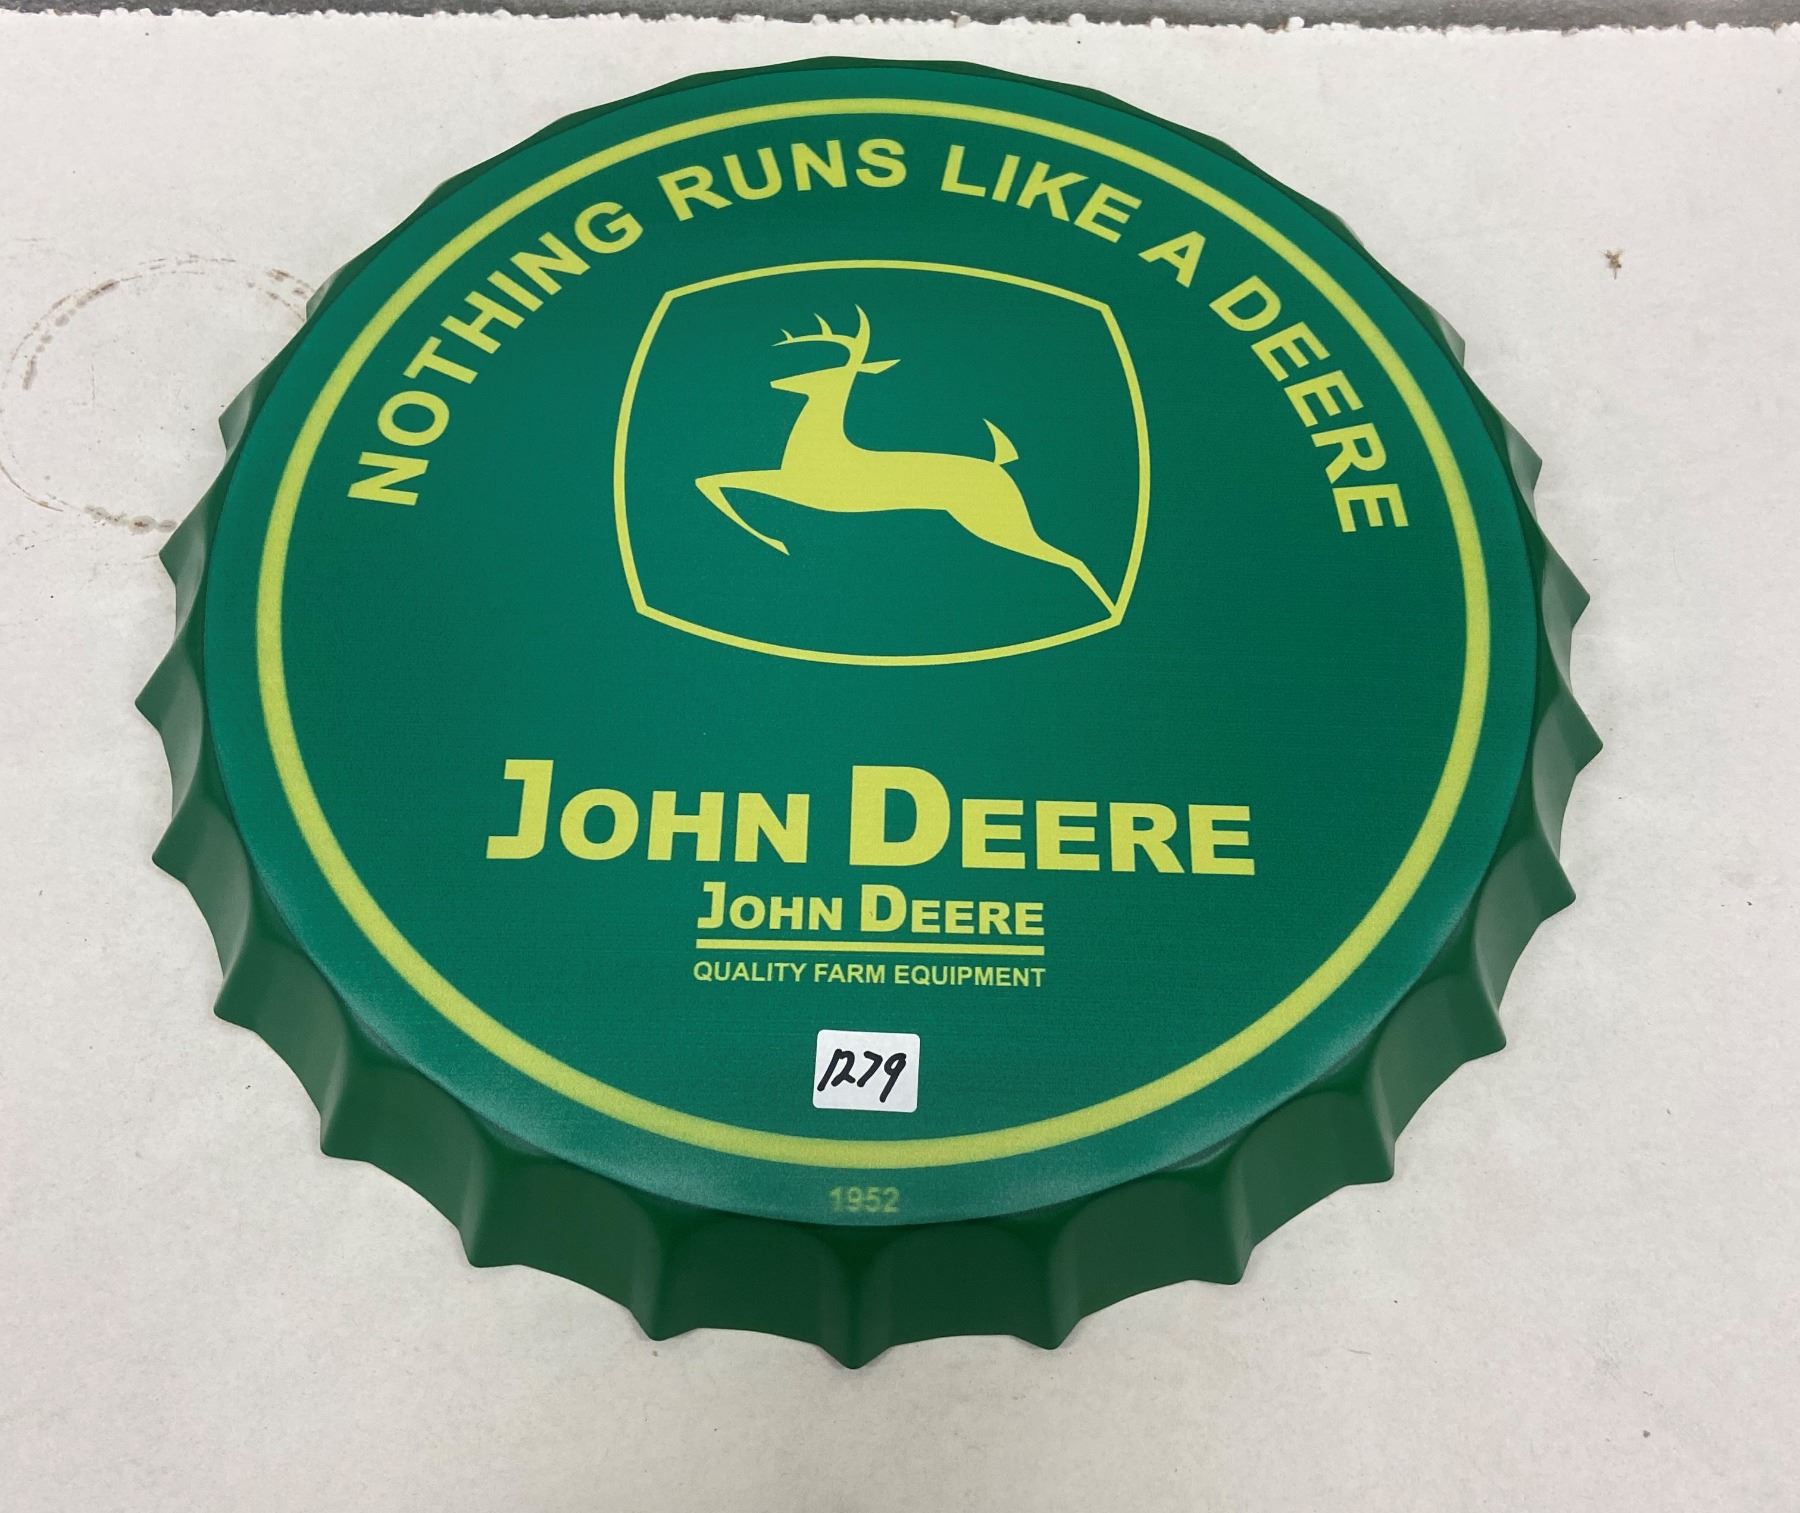 NOTHING RUNS LIKE A DEERE
JOHN DEERE
JOHN DEERE
QUALITY FARM EQUIPMENT
1279
1952